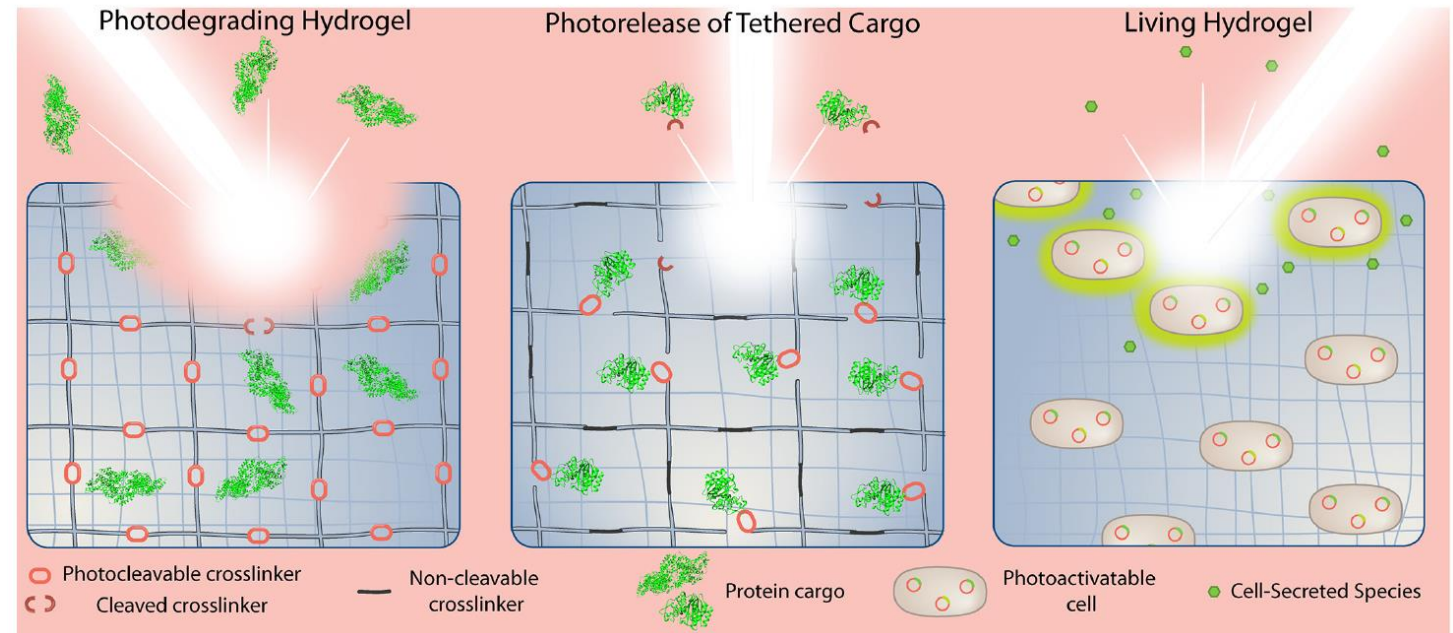 Photodegrading Hydrogel
Photorelease of Tethered Cargo
Living Hydrogel
Photocleavable crosslinker
Cleaved crosslinker
Non-cleavable
crosslinker
Protein cargo
Photoactivatable
cell
Cell-Secreted Species